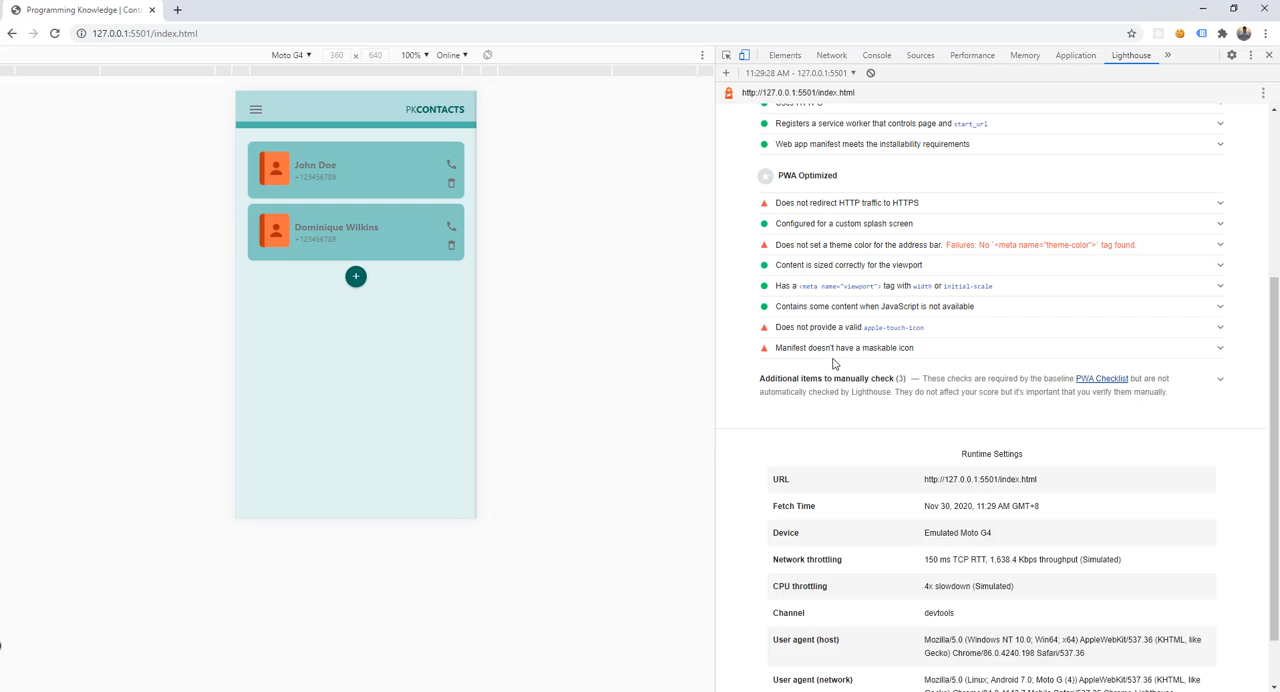 Programming Knowledge | Cont
127.0.0.1:5501/index.html
Moto G4 ▼ 360 x 640 100% ▼ Online ▼
Elements Network Console Sources Performance Memory Application Lighthouse »
11:29:28 AM - 127.0.0.1:5501 ▼
http://127.0.0.1:5501/index.html
PKCONTACTS
John Doe
+123456789
Dominique Wilkins
+123456789
+
Uses HTTPS
Registers a service worker that controls page and start_url
Web app manifest meets the installability requirements
PWA Optimized
Does not redirect HTTP traffic to HTTPS
Configured for a custom splash screen
Does not set a theme color for the address bar. Failures: No `<meta name="theme-color">` tag found.
Content is sized correctly for the viewport
Has a <meta name="viewport"> tag with width or initial-scale
Contains some content when JavaScript is not available
Does not provide a valid apple-touch-icon
Manifest doesn't have a maskable icon
Additional items to manually check (3) — These checks are required by the baseline PWA Checklist but are not
automatically checked by Lighthouse. They do not affect your score but it's important that you verify them manually.
Runtime Settings
URL http://127.0.0.1:5501/index.html
Fetch Time Nov 30, 2020, 11:29 AM GMT+8
Device Emulated Moto G4
Network throttling 150 ms TCP RTT, 1,638.4 Kbps throughput (Simulated)
CPU throttling 4x slowdown (Simulated)
Channel devtools
User agent (host) Mozilla/5.0 (Windows NT 10.0; Win64; x64) AppleWebKit/537.36 (KHTML, like
Gecko) Chrome/86.0.4240.198 Safari/537.36
User agent (network) Mozilla/5.0 (Linux; Android 7.0; Moto G (4)) AppleWebKit/537.36 (KHTML, like